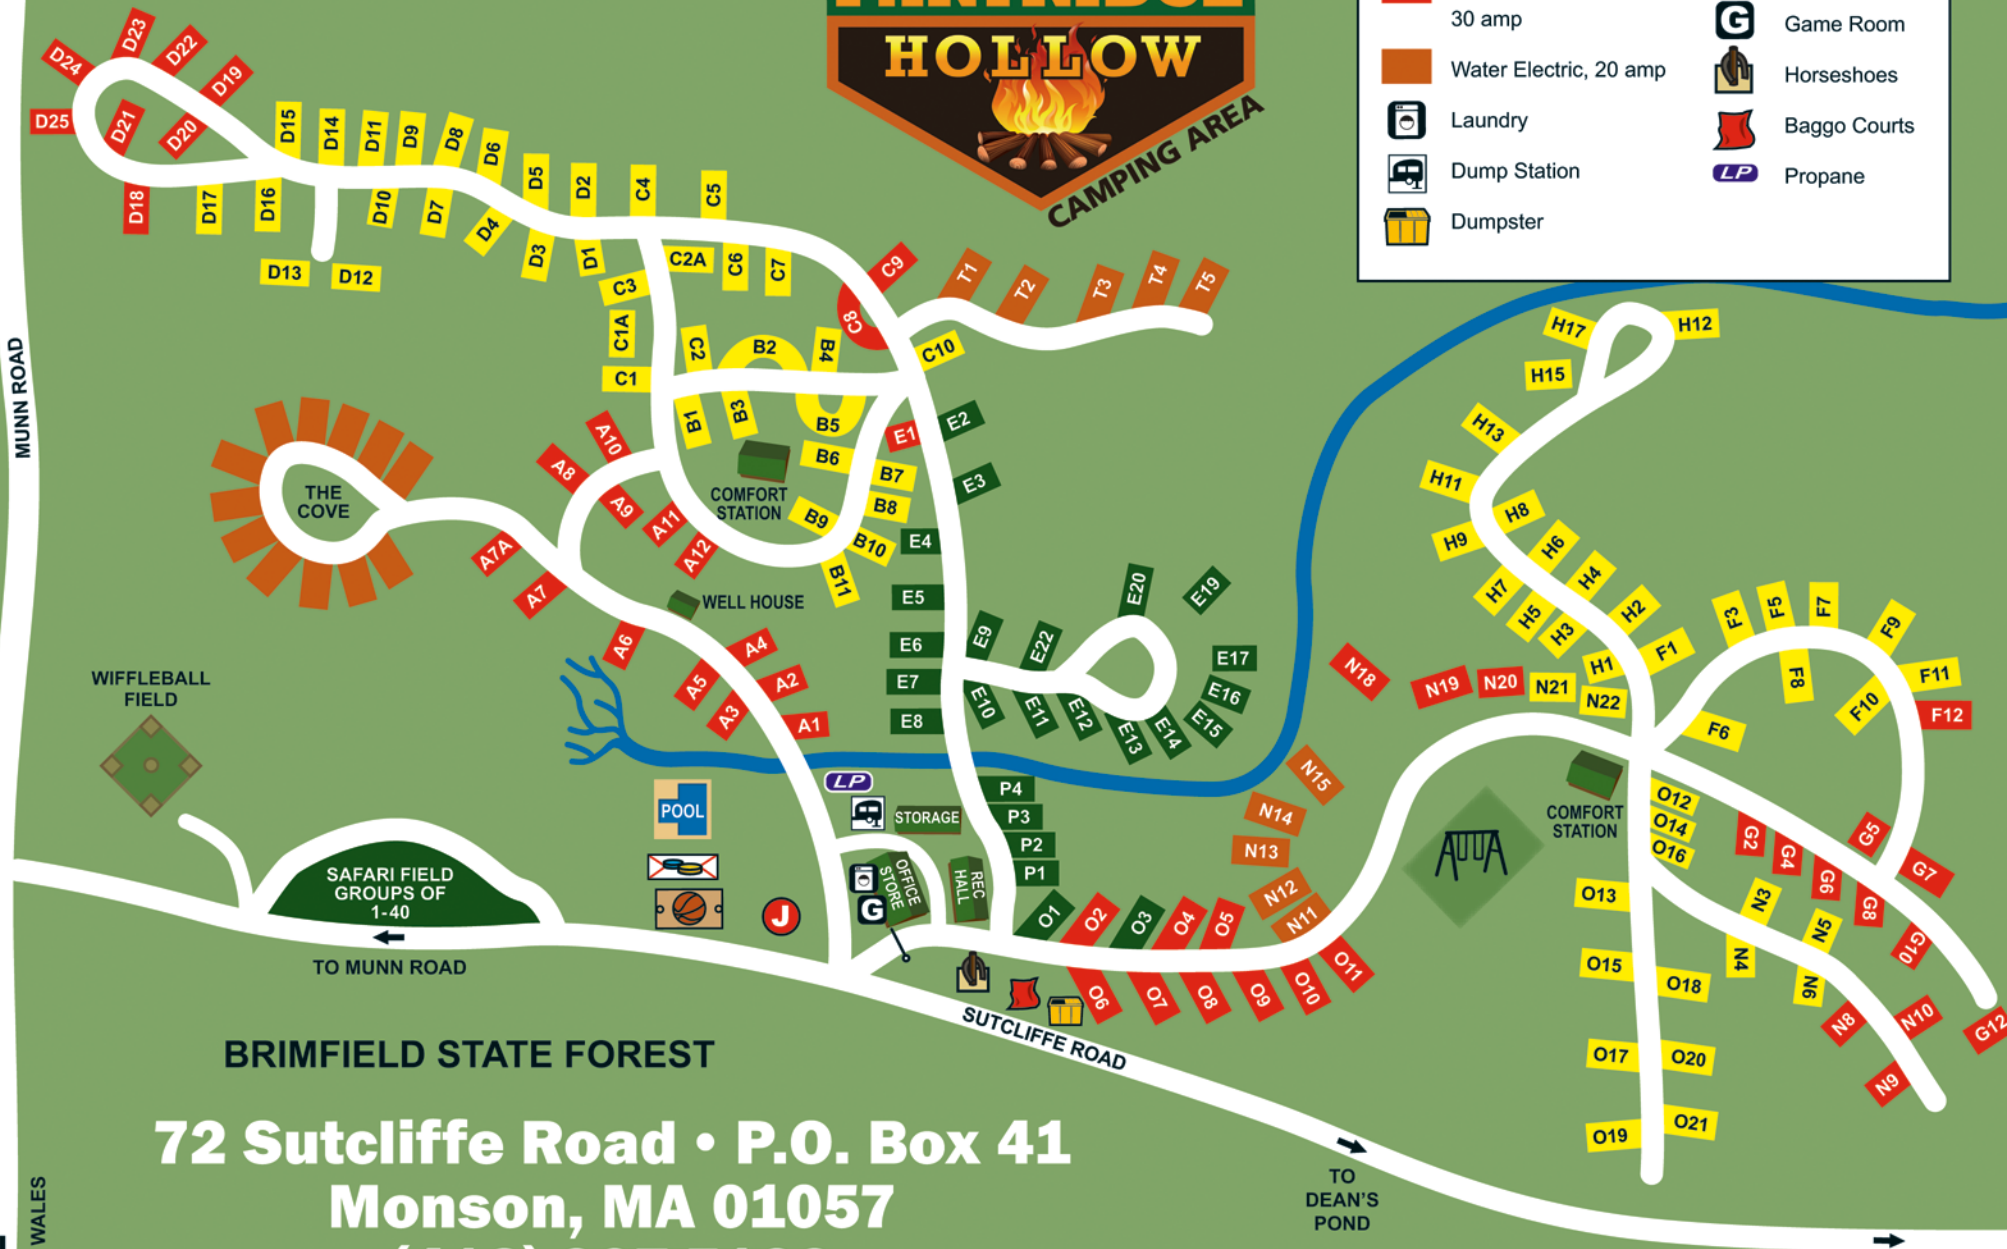 HOLLOW
CAMPING AREA
30 amp
Water Electric, 20 amp
Laundry
Dump Station
Dumpster
G
Game Room
Horseshoes
Baggo Courts
LP
Propane
D23
D22
D24
D19
D25
D21
D20
D18
D17
D16
D15
D14
D11
D9
D8
D6
D5
D2
D10
D7
D4
D3
D1
D13
D12
C4
C5
C2A
C6
C7
C3
C1A
C1
C2
C9
C8
C10
T1
T2
T3
T4
T5
B2
B4
B1
B3
B5
B6
B7
B8
B9
B10
B11
COMFORT
STATION
E1
E2
E3
E4
E5
E6
E7
E8
E9
E10
E22
E11
E12
E13
E14
E15
E16
E17
E19
E20
MUNN ROAD
THE
COVE
A10
A8
A9
A11
A12
A7A
A7
A6
A5
A4
A3
A2
A1
WELL HOUSE
WIFFLEBALL
FIELD
H17
H12
H15
H13
H11
H8
H9
H6
H7
H4
H5
H2
H3
H1
F1
F3
F5
F7
F9
F8
F11
F10
F12
F6
N18
N19
N20
N21
N22
N15
N14
N13
N12
N11
COMFORT
STATION
O12
O14
O16
O13
O15
O18
O17
O20
O19
O21
G2
G4
G6
G5
G8
G7
G10
G12
N3
N4
N5
N6
N8
N10
N9
LP
POOL
STORAGE
OFFICE
STORE
G
REC
HALL
J
P4
P3
P2
P1
O1
O2
O3
O4
O5
O6
O7
O8
O9
O10
O11
SAFARI FIELD
GROUPS OF
1-40
TO MUNN ROAD
SUTCLIFFE ROAD
TO
DEAN'S
POND
BRIMFIELD STATE FOREST
72 Sutcliffe Road • P.O. Box 41
Monson, MA 01057
WALES